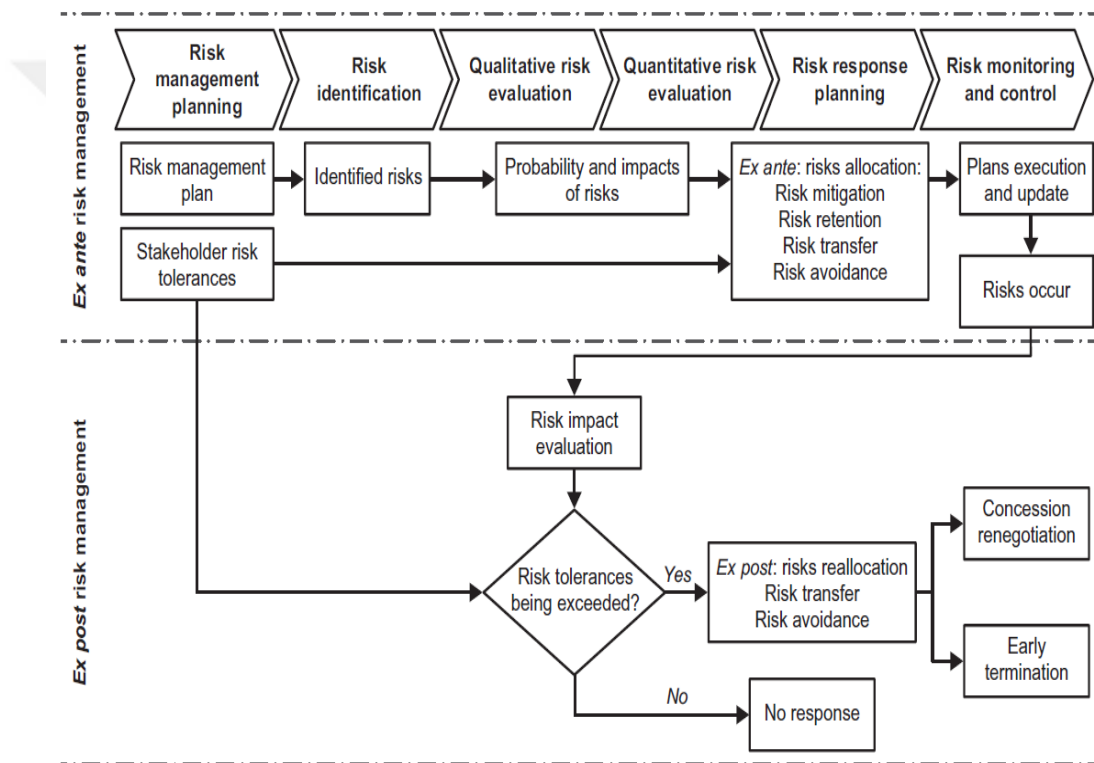 Ex ante risk management
Risk
management
planning
Risk
identification
Qualitative risk
evaluation
Quantitative risk
evaluation
Risk response
planning
Risk monitoring
and control
Risk management
plan
Identified risks
Probability and impacts
of risks
Ex ante: risks allocation:
Risk mitigation
Risk retention
Risk transfer
Risk avoidance
Plans execution
and update
Stakeholder risk
tolerances
Risks occur
Ex post risk management
Risk impact
evaluation
Risk tolerances
being exceeded?
Yes
Ex post: risks reallocation
Risk transfer
Risk avoidance
Concession
renegotiation
Early
termination
No
No response